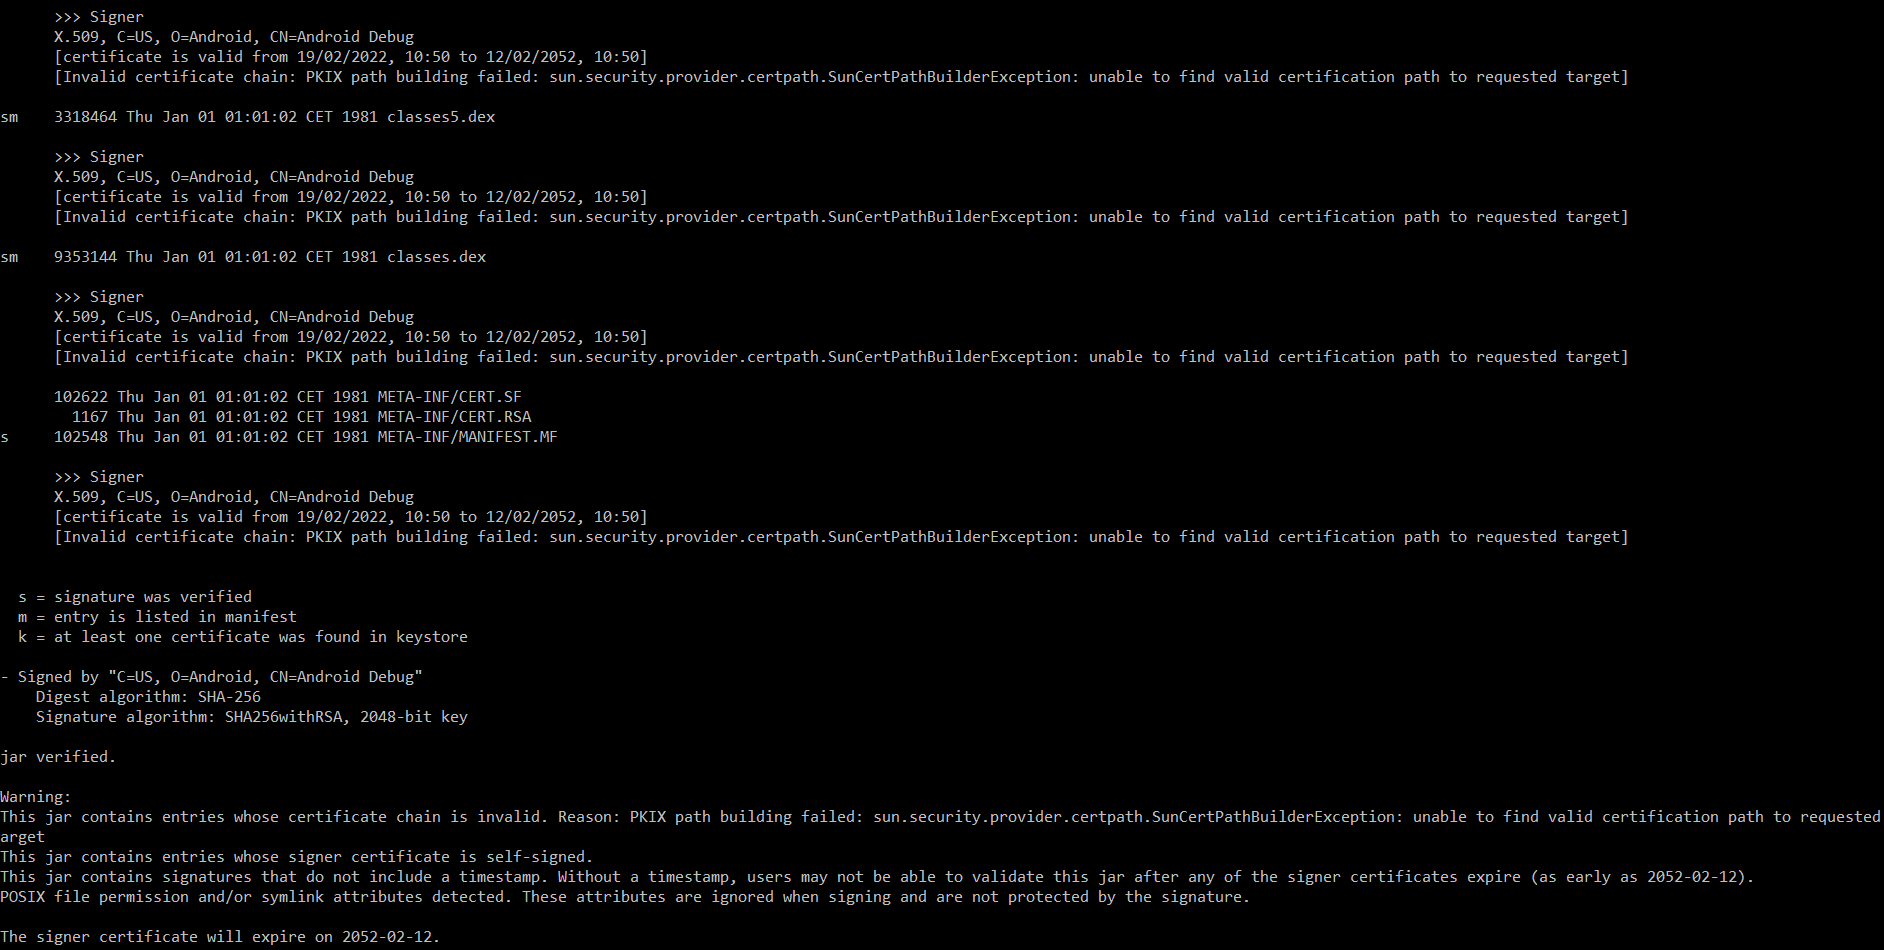 >>> Signer
X.509, C=US, O=Android, CN=Android Debug
[certificate is valid from 19/02/2022, 10:50 to 12/02/2052, 10:50]
[Invalid certificate chain: PKIX path building failed: sun.security.provider.certpath.SunCertPathBuilderException: unable to find valid certification path to requested target]
sm    3318464 Thu Jan 01 01:01:02 CET 1981 classes5.dex
>>> Signer
X.509, C=US, O=Android, CN=Android Debug
[certificate is valid from 19/02/2022, 10:50 to 12/02/2052, 10:50]
[Invalid certificate chain: PKIX path building failed: sun.security.provider.certpath.SunCertPathBuilderException: unable to find valid certification path to requested target]
sm    9353144 Thu Jan 01 01:01:02 CET 1981 classes.dex
>>> Signer
X.509, C=US, O=Android, CN=Android Debug
[certificate is valid from 19/02/2022, 10:50 to 12/02/2052, 10:50]
[Invalid certificate chain: PKIX path building failed: sun.security.provider.certpath.SunCertPathBuilderException: unable to find valid certification path to requested target]
102622 Thu Jan 01 01:01:02 CET 1981 META-INF/CERT.SF
1167 Thu Jan 01 01:01:02 CET 1981 META-INF/CERT.RSA
s     102548 Thu Jan 01 01:01:02 CET 1981 META-INF/MANIFEST.MF
>>> Signer
X.509, C=US, O=Android, CN=Android Debug
[certificate is valid from 19/02/2022, 10:50 to 12/02/2052, 10:50]
[Invalid certificate chain: PKIX path building failed: sun.security.provider.certpath.SunCertPathBuilderException: unable to find valid certification path to requested target]
s = signature was verified
m = entry is listed in manifest
k = at least one certificate was found in keystore
- Signed by "C=US, O=Android, CN=Android Debug"
Digest algorithm: SHA-256
Signature algorithm: SHA256withRSA, 2048-bit key
jar verified.
Warning:
This jar contains entries whose certificate chain is invalid. Reason: PKIX path building failed: sun.security.provider.certpath.SunCertPathBuilderException: unable to find valid certification path to requested
arget
This jar contains entries whose signer certificate is self-signed.
This jar contains signatures that do not include a timestamp. Without a timestamp, users may not be able to validate this jar after any of the signer certificates expire (as early as 2052-02-12).
POSIX file permission and/or symlink attributes detected. These attributes are ignored when signing and are not protected by the signature.
The signer certificate will expire on 2052-02-12.